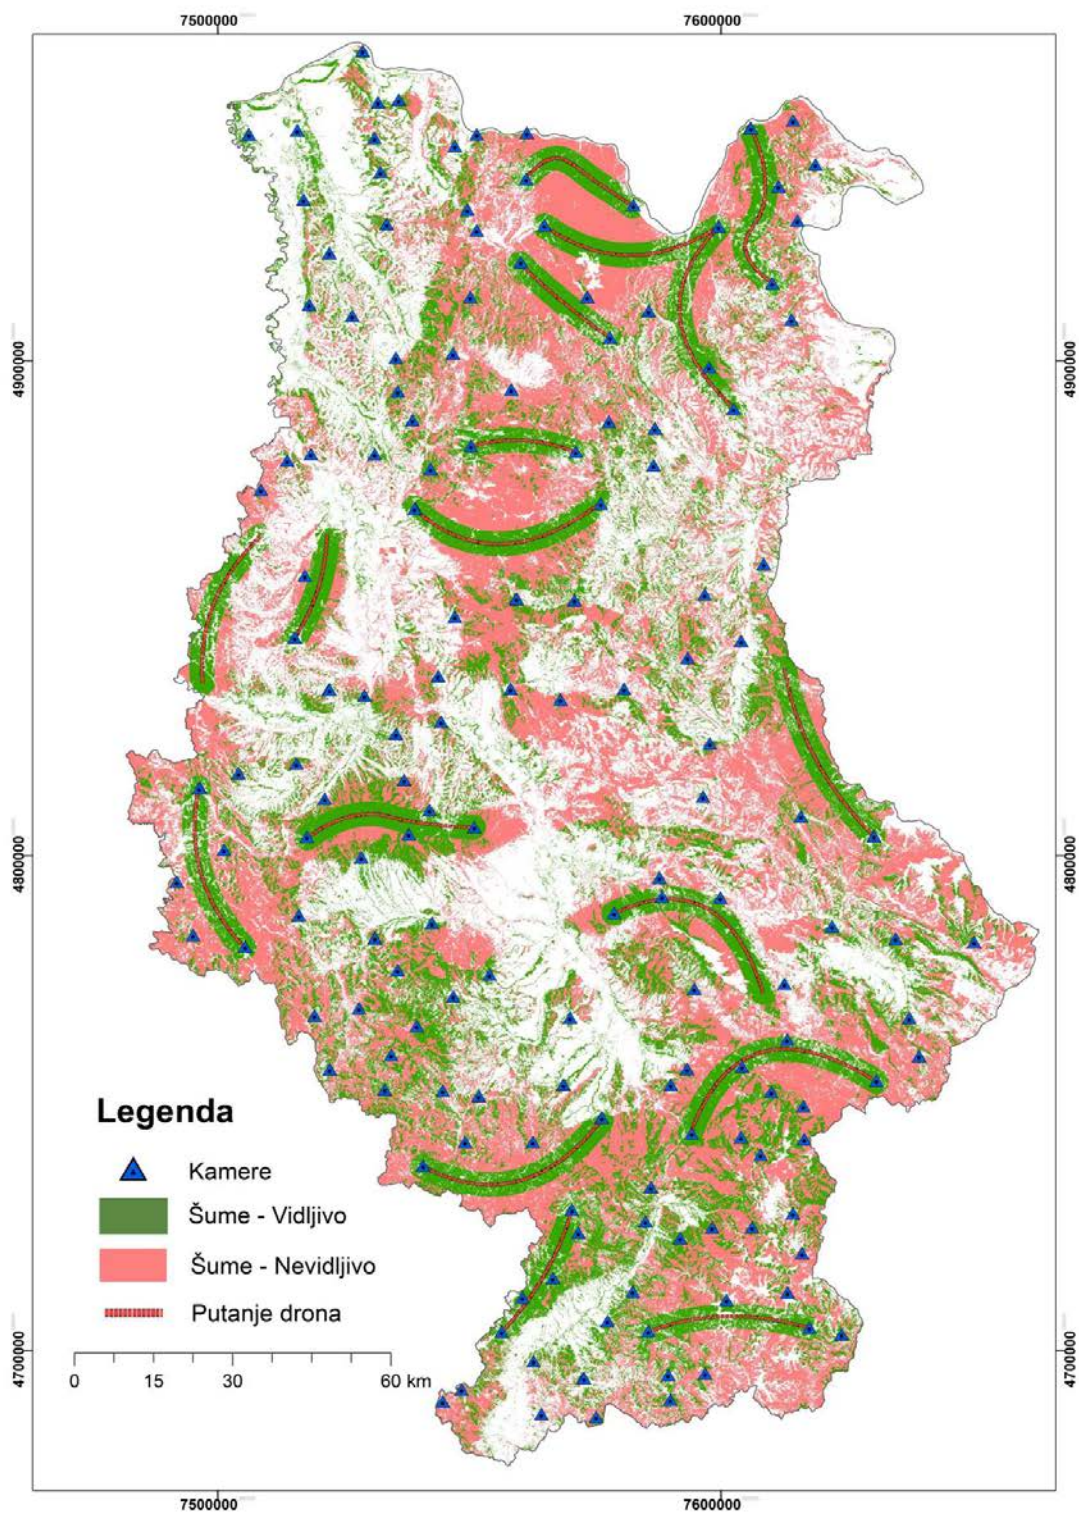 7500000 7600000
4900000 4900000
4800000 4800000
Legenda
Kamere
Šume - Vidljivo
Šume - Nevidljivo
Putanje drona
4700000 4700000
0 15 30 60 km
7500000 7600000